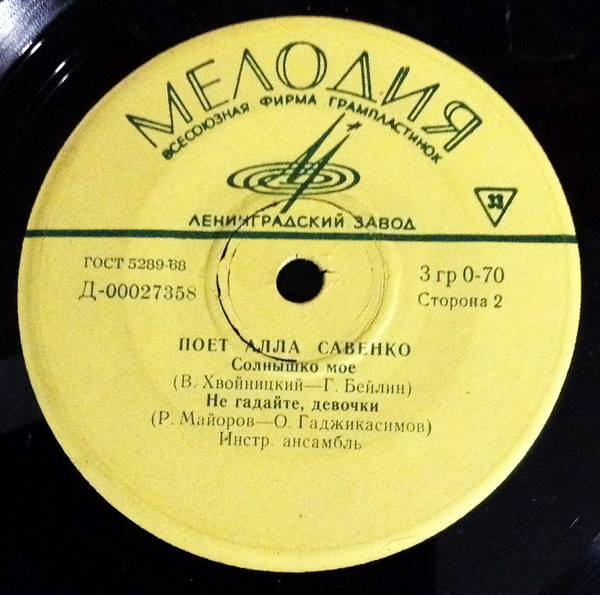 МЕЛОДИЯ
ВСЕСОЮЗНАЯ ФИРМА ГРАМПЛАСТИНОК
33
ЛЕНИНГРАДСКИЙ ЗАВОД
ГОСТ 5289-68
Д-00027358
3 гр 0-70
Сторона 2
ПОЕТ АЛЛА САВЕНКО
Солнышко мое
(В. Хвойницкий—Г. Бейлин)
Не гадайте, девочки
(Р. Майоров—О. Гаджикасимов)
Инстр. ансамбль